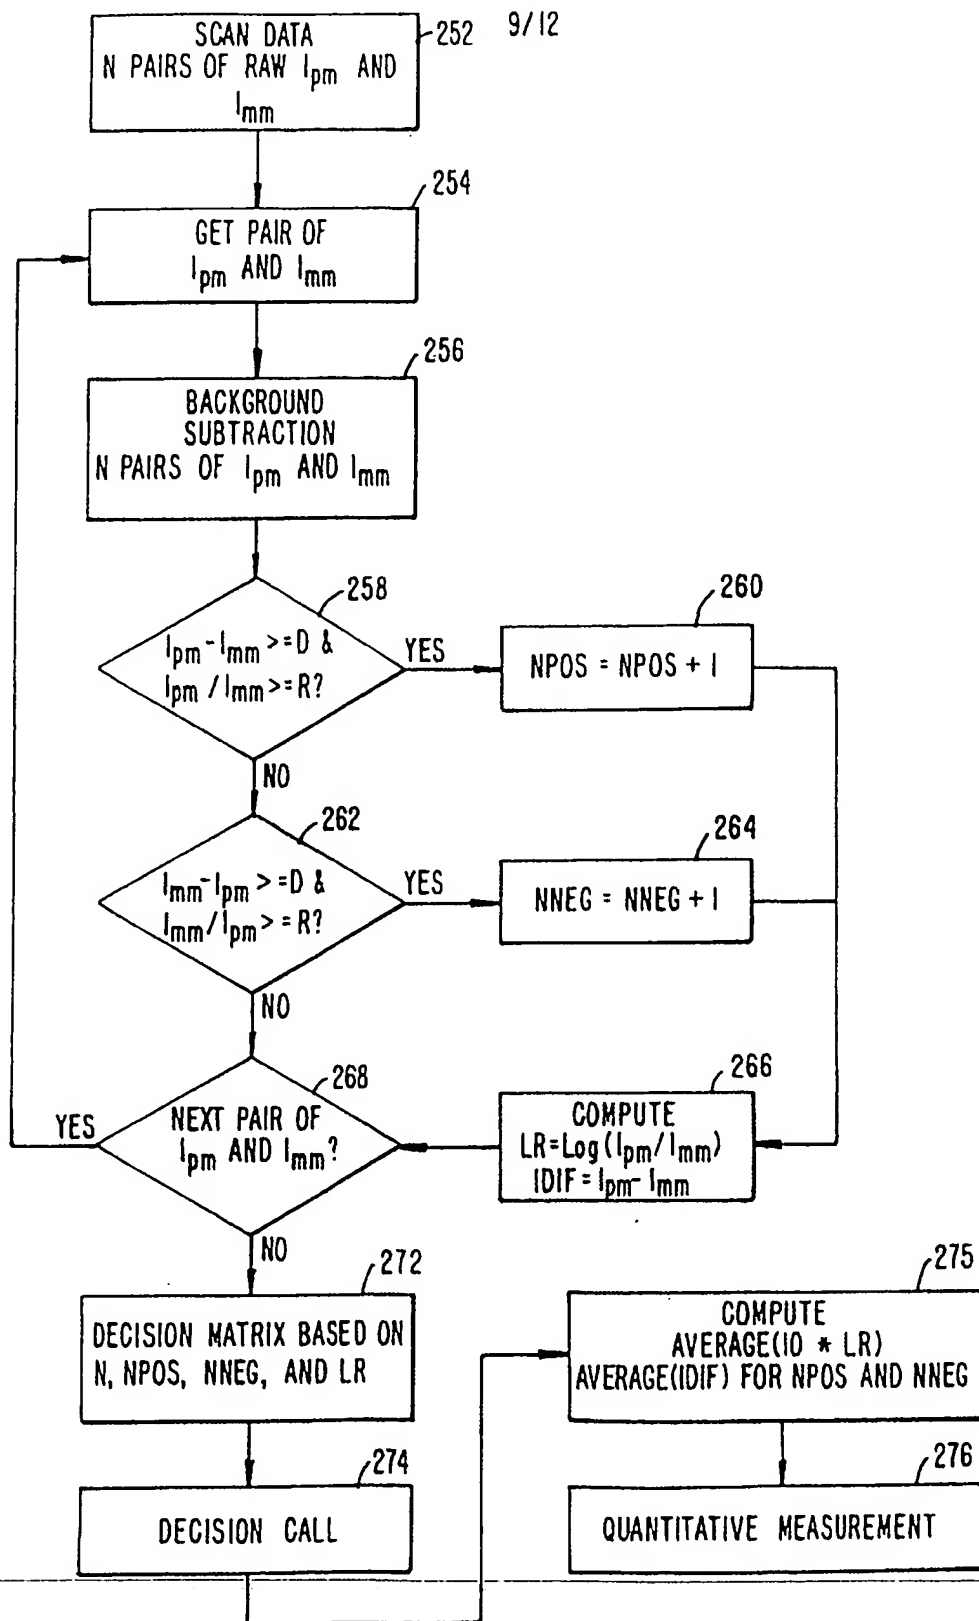 9/12
SCAN DATA
N PAIRS OF RAW Ipm AND
Imm
252
254
GET PAIR OF
Ipm AND Imm
256
BACKGROUND
SUBTRACTION
N PAIRS OF Ipm AND Imm
258
Ipm-Imm >=D &
Ipm / Imm >=R?
YES
260
NPOS = NPOS + I
NO
262
Imm-Ipm > =D &
Imm/Ipm> =R?
YES
264
NNEG = NNEG + I
NO
268
YES
NEXT PAIR OF
Ipm AND Imm?
266
COMPUTE
LR=Log(Ipm/Imm)
IDIF=Ipm-Imm
NO
272
DECISION MATRIX BASED ON
N, NPOS, NNEG, AND LR
274
DECISION CALL
275
COMPUTE
AVERAGE(IO * LR)
AVERAGE(IDIF) FOR NPOS AND NNEG
276
QUANTITATIVE MEASUREMENT